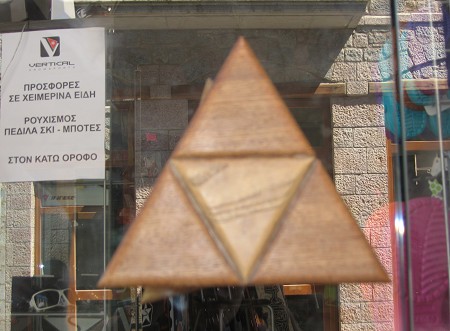 VERTICAL
ΠΡΟΣΦΟΡΕΣ
ΣΕ ΧΕΙΜΕΡΙΝΑ ΕΙΔΗ
ΡΟΥΧΙΣΜΟΣ
ΠΕΔΙΛΑ ΣΚΙ - ΜΠΟΤΕΣ
ΣΤΟΝ ΚΑΤΩ ΟΡΟΦΟ